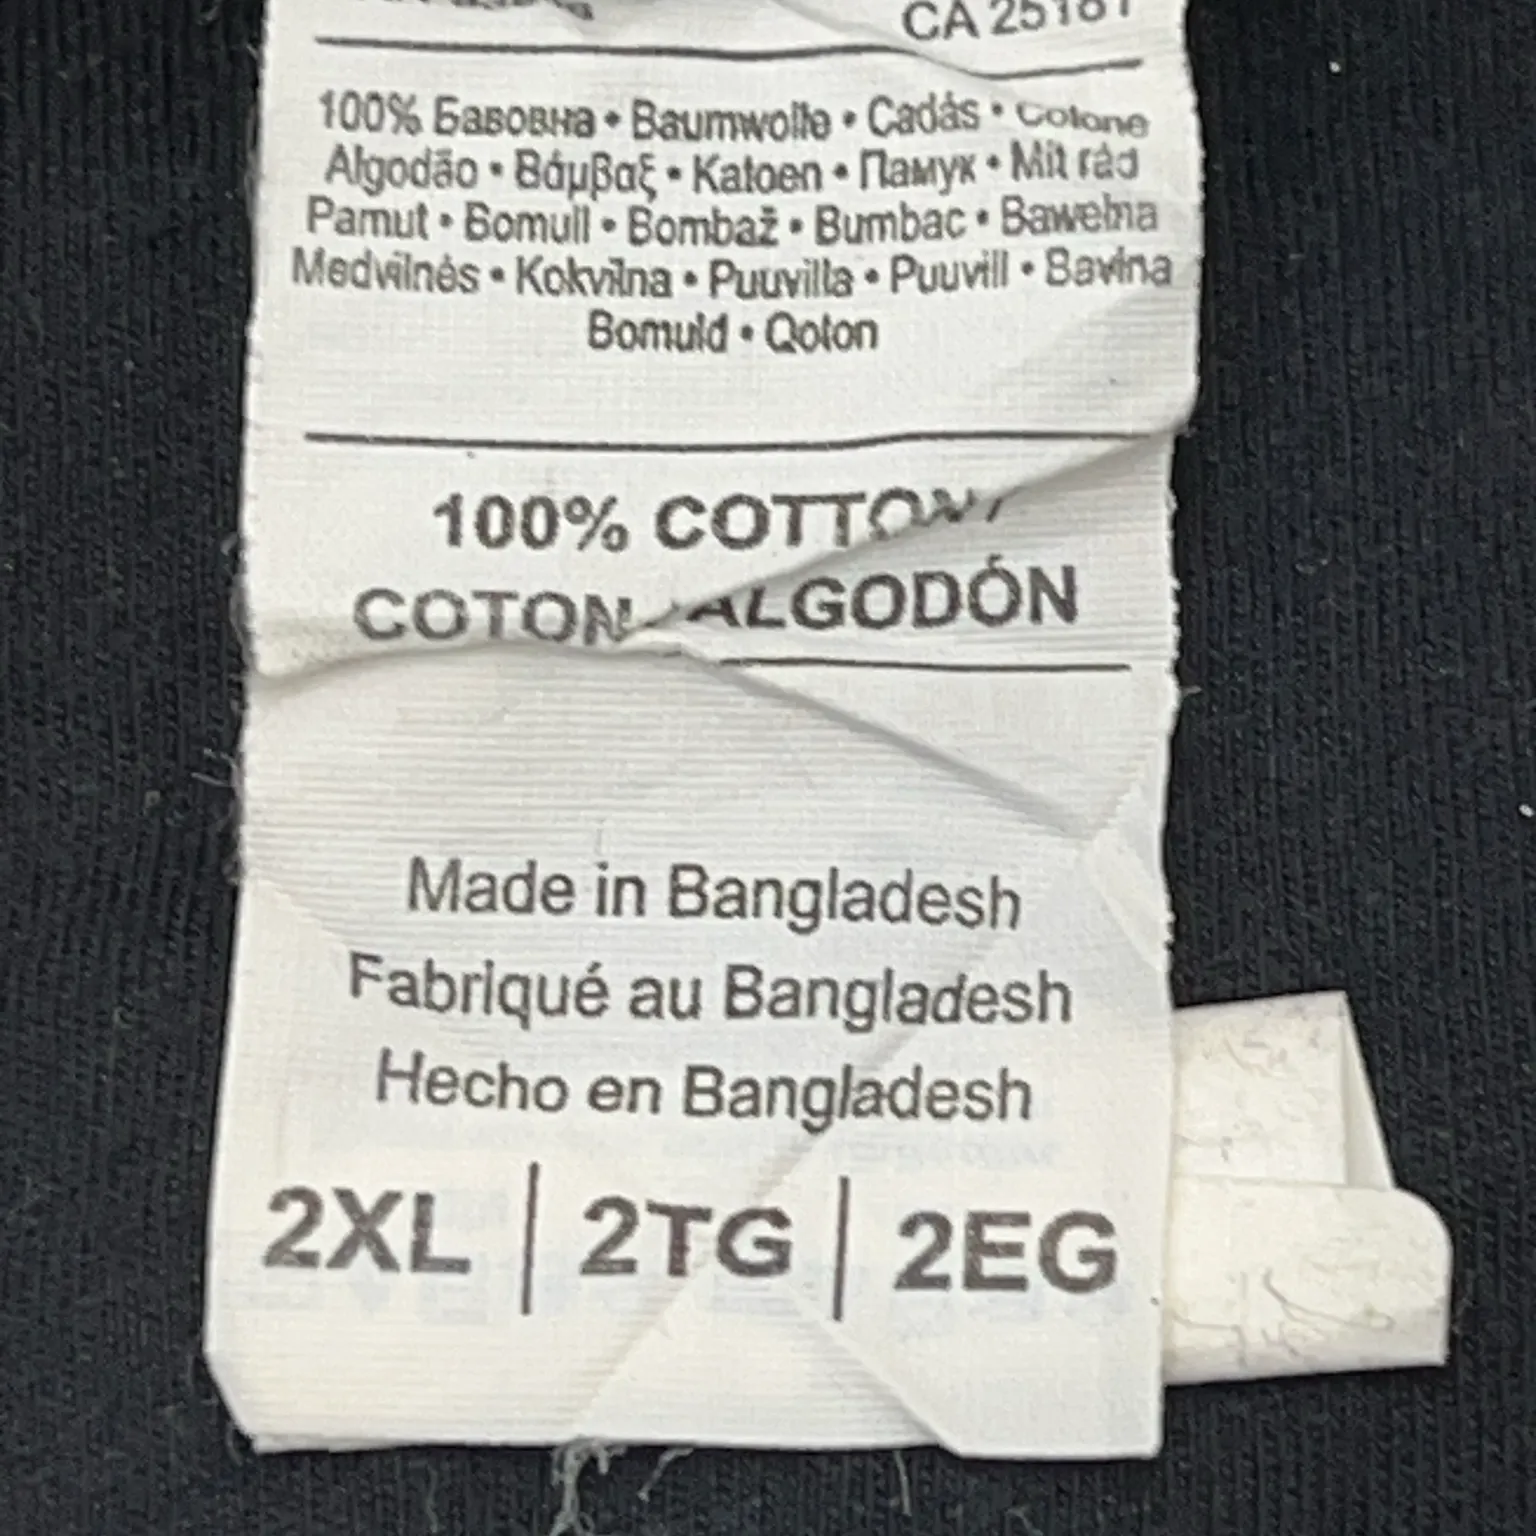 CA 25181
100% Бавовна • Baumwolle • Cadás • Cotone
Algodão • Βάμβαξ • Katoen • Памук • Mit rád
Pamut • Bomull • Bombaž • Bumbac • Bawełna
Medvilnės • Kokvilna • Puuvilla • Puuvill • Bavlna
Bomuld • Qoton
100% COTTON/
COTON/ALGODÓN
Made in Bangladesh
Fabriqué au Bangladesh
Hecho en Bangladesh
2XL | 2TG | 2EG